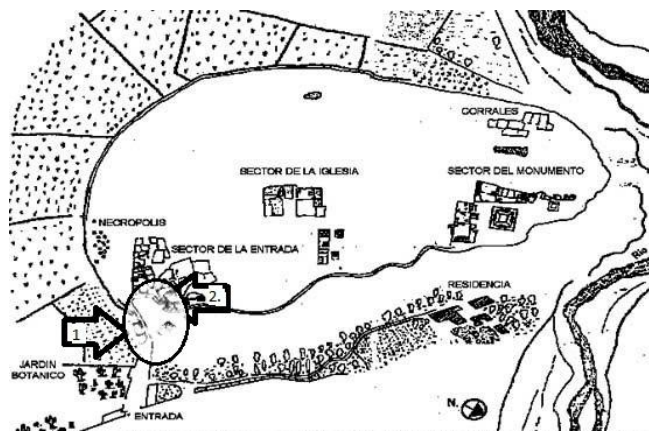 CORRALES
SECTOR DE LA IGLESIA
SECTOR DEL MONUMENTO
NECROPOLIS
SECTOR DE LA ENTRADA
2.
RESIDENCIA
Rio
1
JARDIN
BOTANICO
ENTRADA
N.